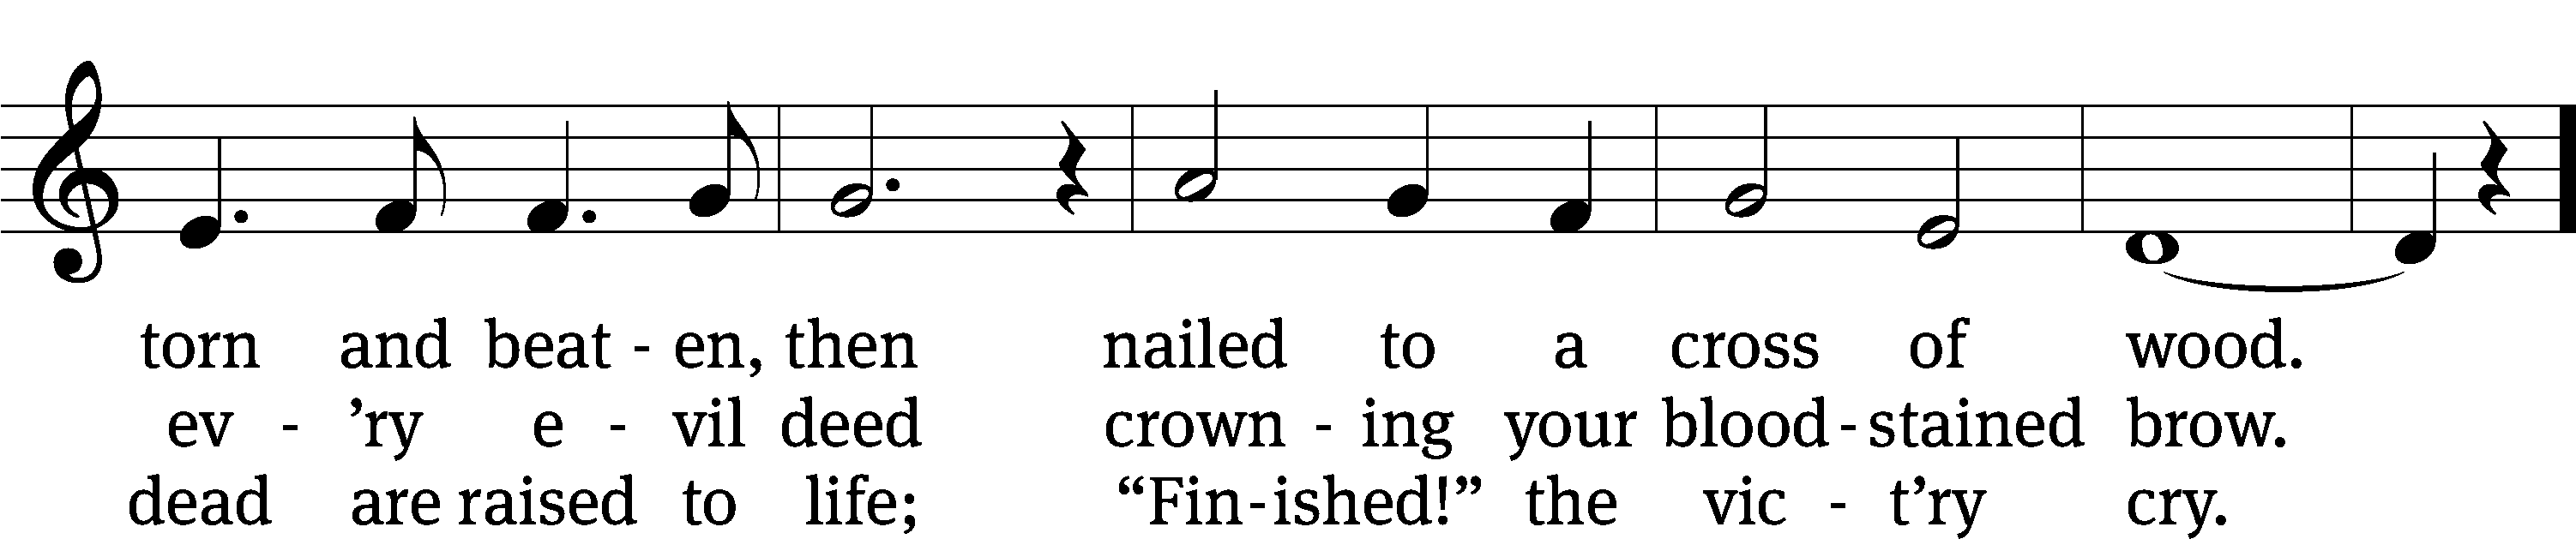 torn and beat - en, then nailed to a cross of wood.
ev - ’ry e - vil deed crown - ing your blood - stained brow.
dead are raised to life; “Fin - ished!” the vic - t’ry cry.